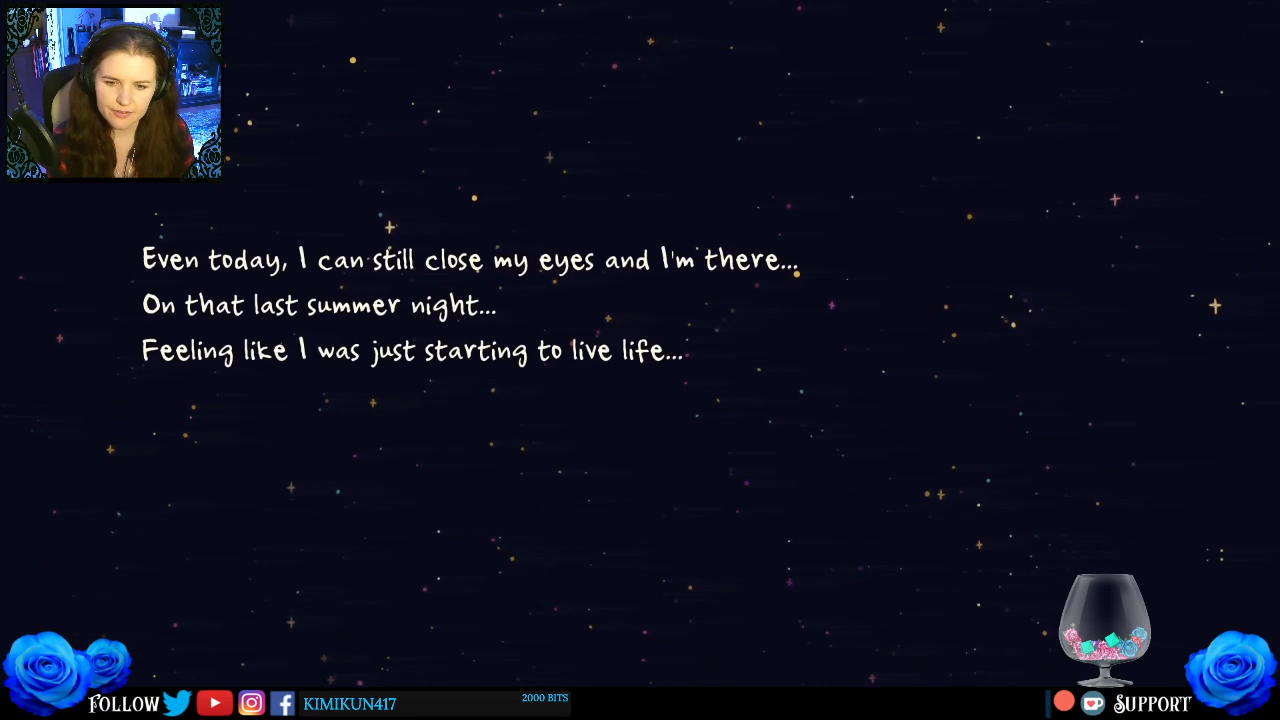 Even today, I can still close my eyes and I'm there...
On that last summer night...
Feeling like I was just starting to live life...
Follow
KIMIKUN417
2000 BITS
Support